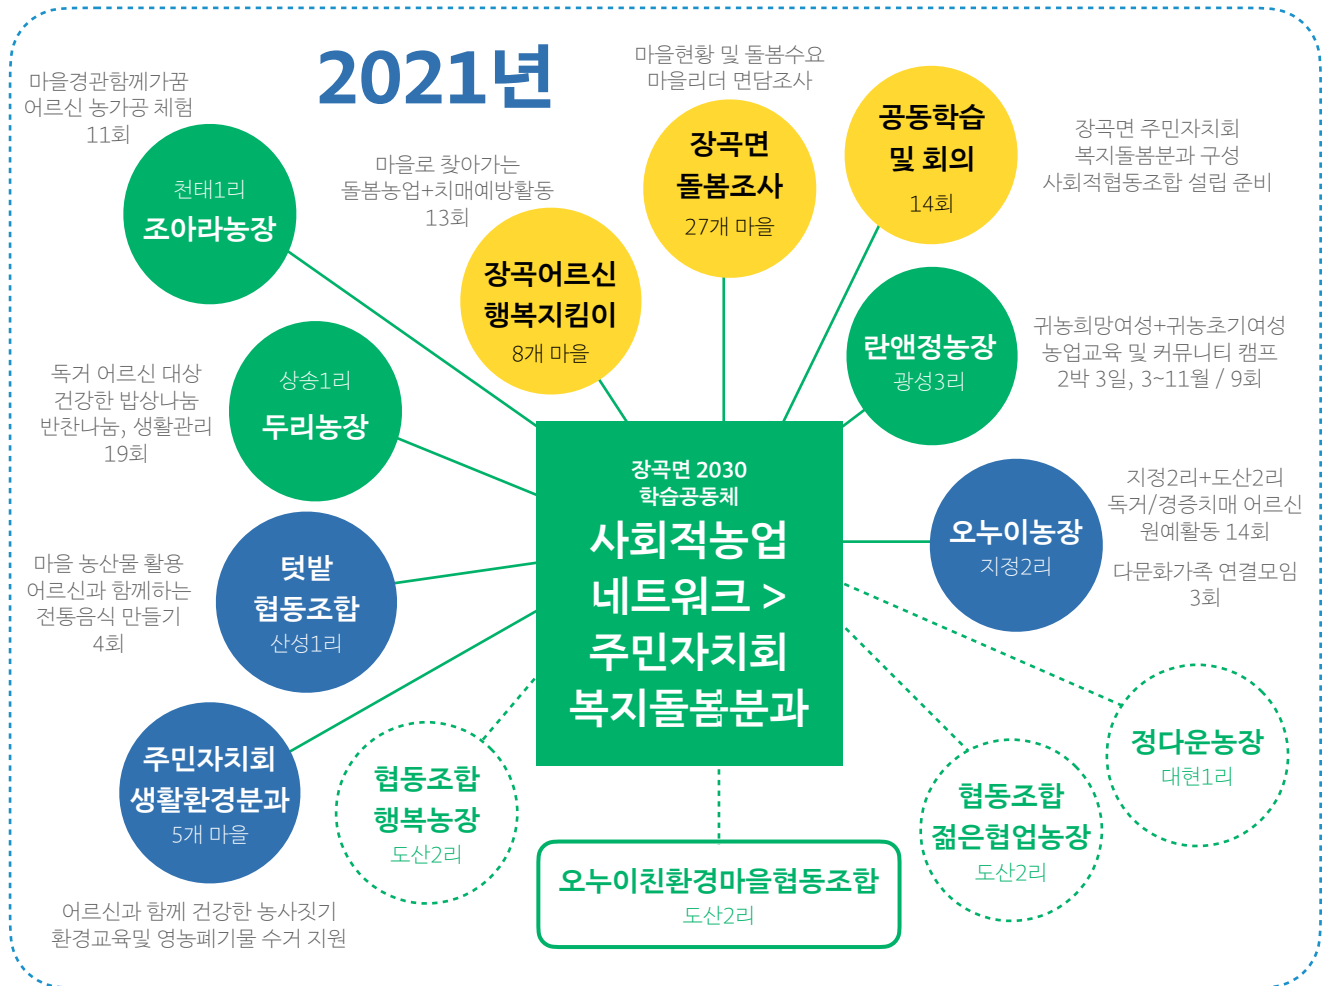 2021년
마을경관함께가꿈
어르신 농가공 체험
11회
천태1리
조아라농장
마을로 찾아가는
돌봄농업+치매예방활동
13회
장곡어르신
행복지킴이
8개 마을
마을현황 및 돌봄수요
마을리더 면담조사
장곡면
돌봄조사
27개 마을
공동학습
및 회의
14회
장곡면 주민자치회
복지돌봄분과 구성
사회적협동조합 설립 준비
란앤정농장
광성3리
귀농희망여성+귀농초기여성
농업교육 및 커뮤니티 캠프
2박 3일, 3~11월 / 9회
독거 어르신 대상
건강한 밥상나눔
반찬나눔, 생활관리
19회
상송1리
두리농장
장곡면 2030
학습공동체
사회적농업
네트워크 >
주민자치회
복지돌봄분과
오누이농장
지정2리
지정2리+도산2리
독거/경증치매 어르신
원예활동 14회
다문화가족 연결모임
3회
마을 농산물 활용
어르신과 함께하는
전통음식 만들기
4회
텃밭
협동조합
산성1리
주민자치회
생활환경분과
5개 마을
어르신과 함께 건강한 농사짓기
환경교육및 영농폐기물 수거 지원
협동조합
행복농장
도산2리
오누이친환경마을협동조합
도산2리
협동조합
젊은협업농장
도산2리
정다운농장
대현1리